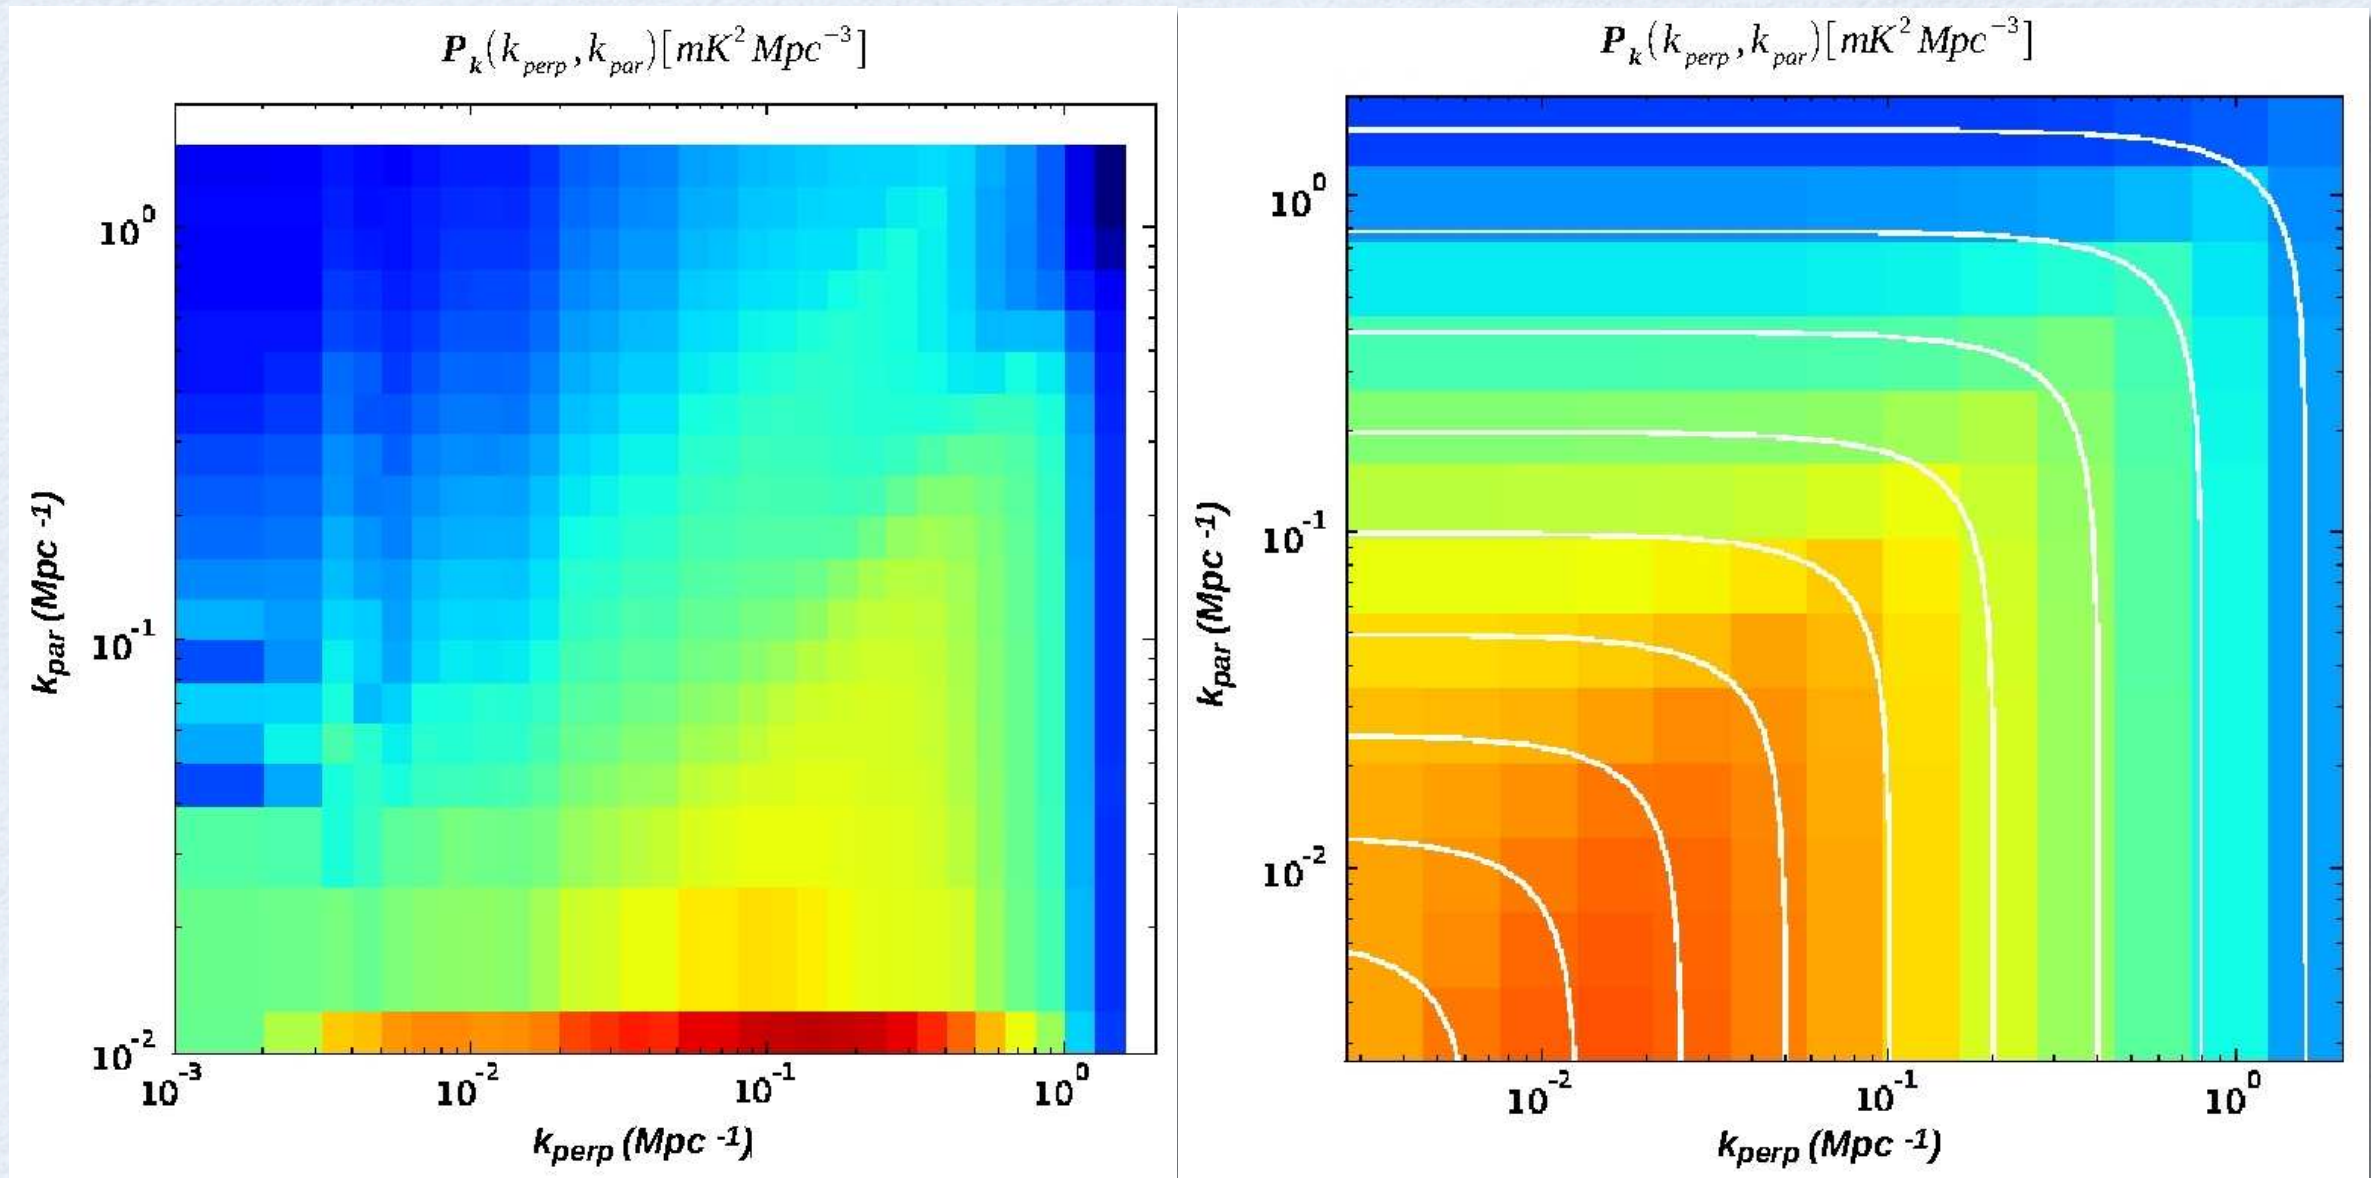 P_k(k_perp, k_par)[mK^2 Mpc^-3]
10^0
10^-1
10^-2
10^-3 10^-2 10^-1 10^0
k_par (Mpc ^-1)
k_perp (Mpc ^-1)
P_k(k_perp, k_par)[mK^2 Mpc^-3]
10^0
10^-1
10^-2
10^-2 10^-1 10^0
k_par (Mpc ^-1)
k_perp (Mpc ^-1)